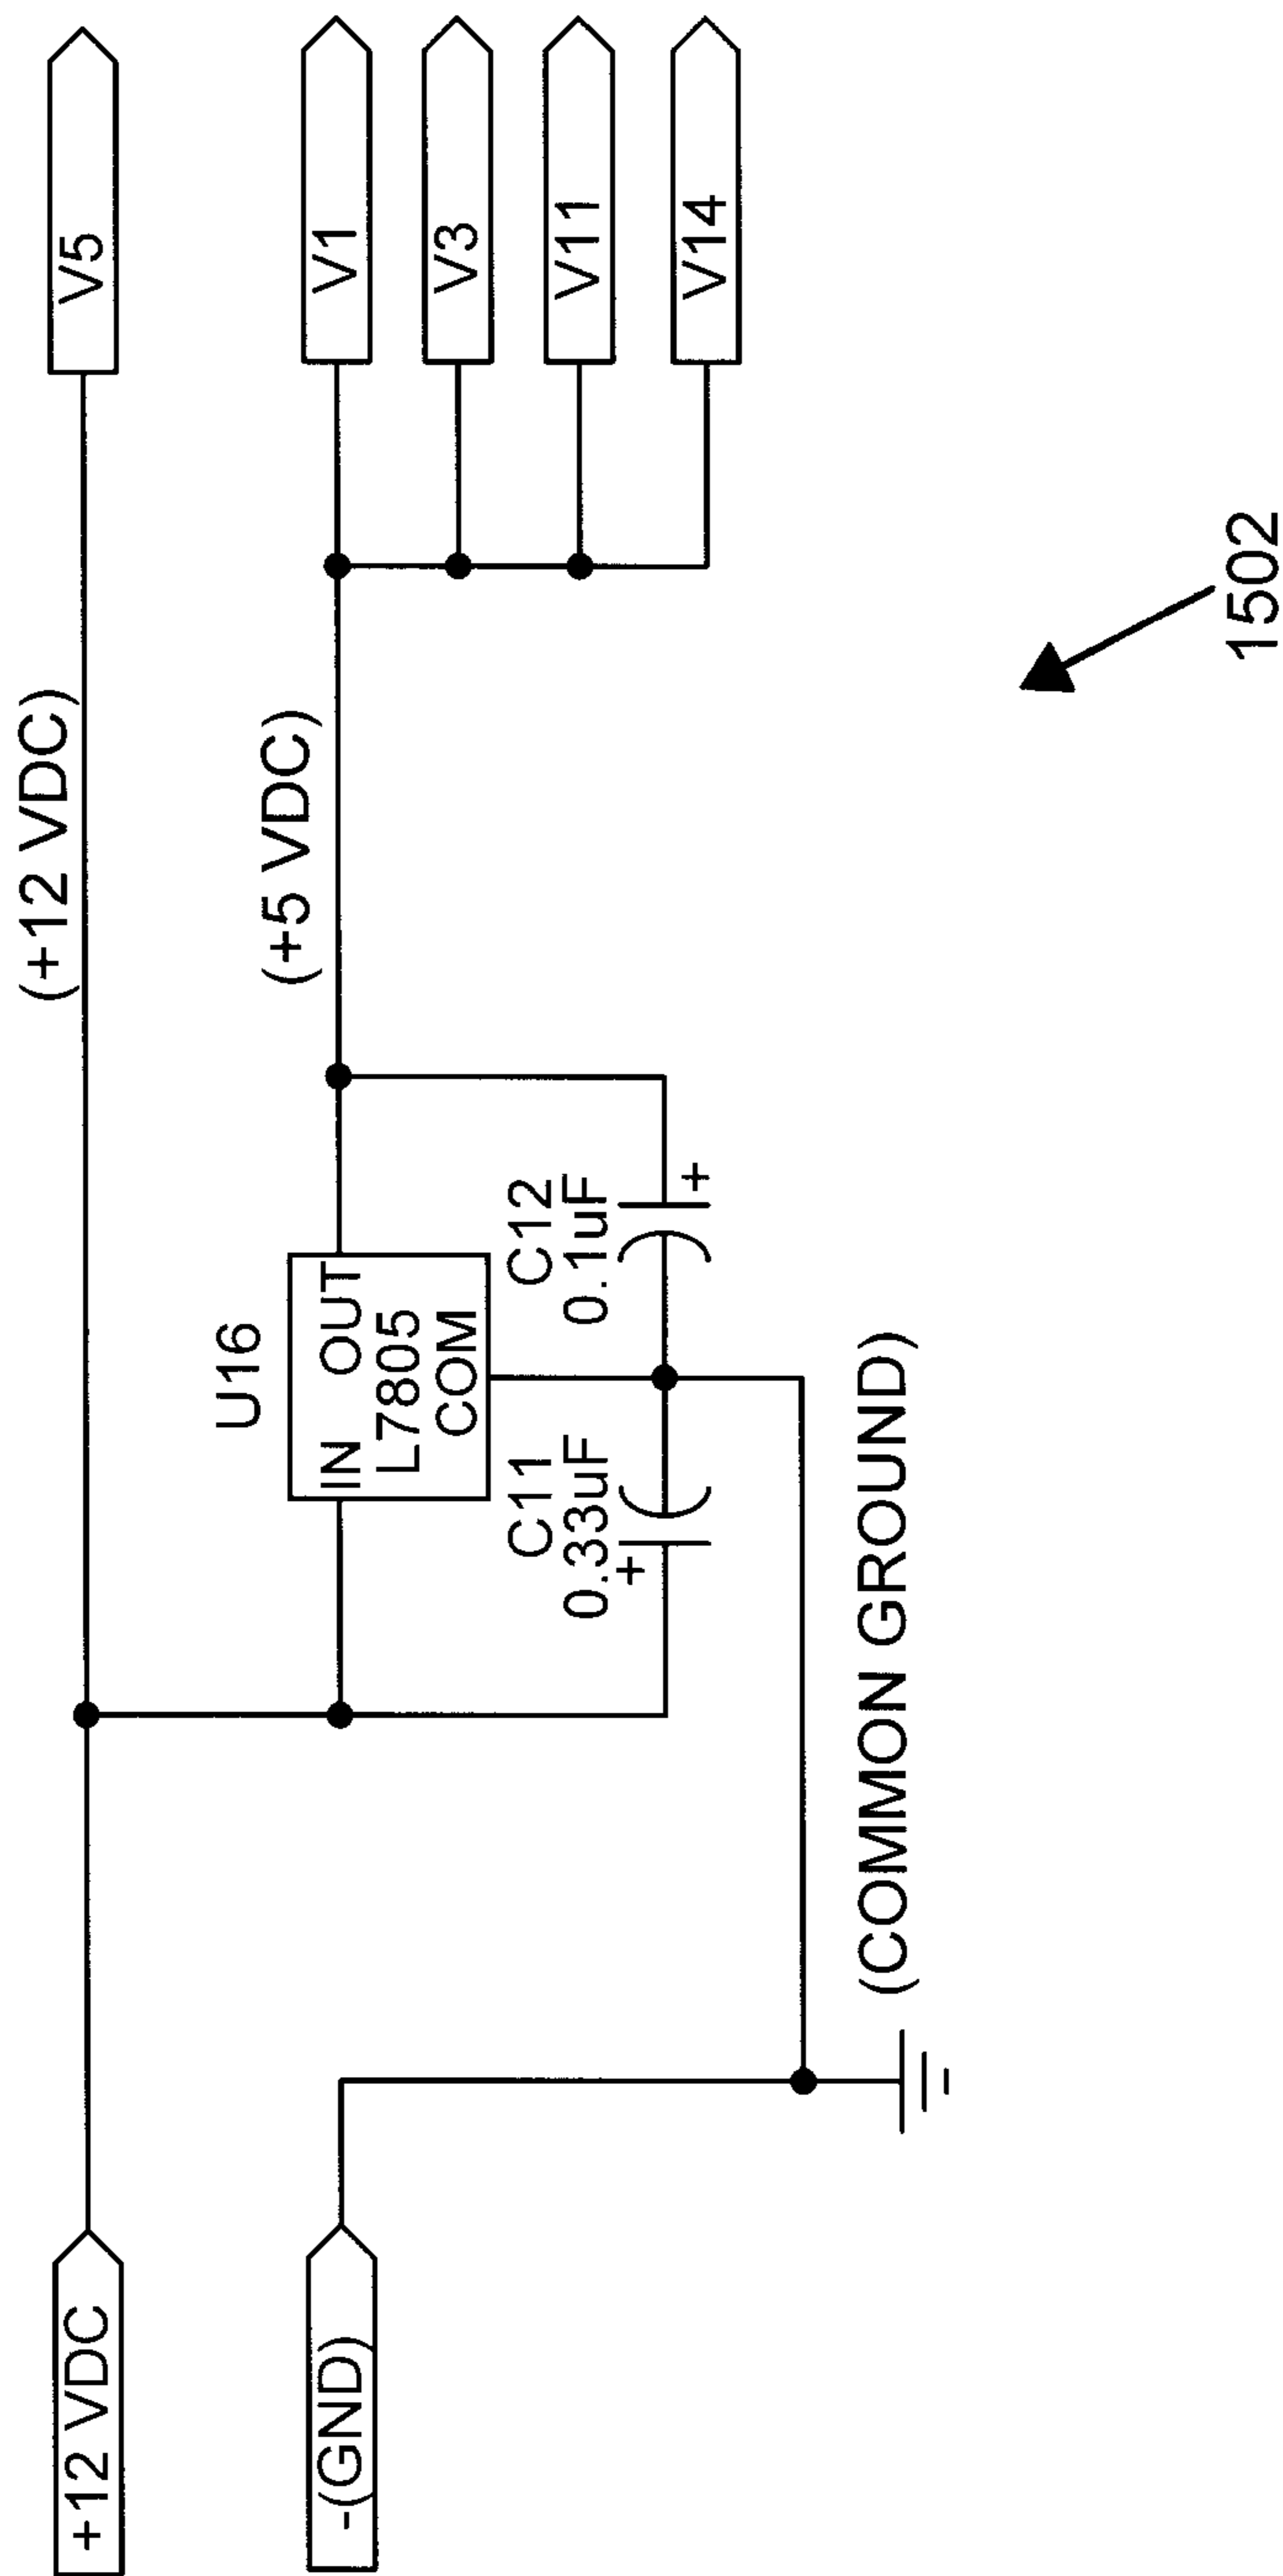 +12 VDC
(+12 VDC)
V5
-(GND)
U16
IN OUT
L7805
COM
(+5 VDC)
V1
V3
V11
V14
C11
0.33uF
+
C12
0.1uF
+
(COMMON GROUND)
1502